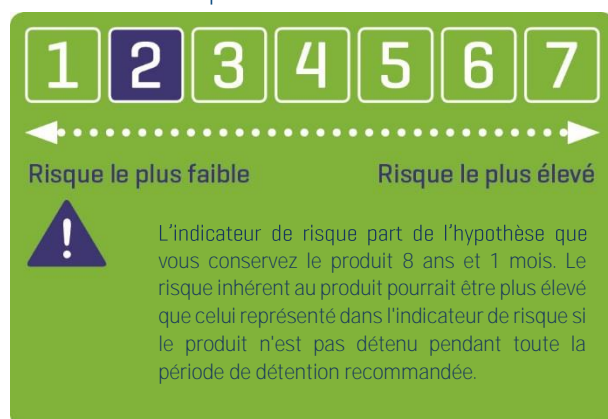 1 2 3 4 5 6 7
Risque le plus faible Risque le plus élevé
!
L'indicateur de risque part de l'hypothèse que
vous conservez le produit 8 ans et 1 mois. Le
risque inhérent au produit pourrait être plus élevé
que celui représenté dans l'indicateur de risque si
le produit n'est pas détenu pendant toute la
période de détention recommandée.